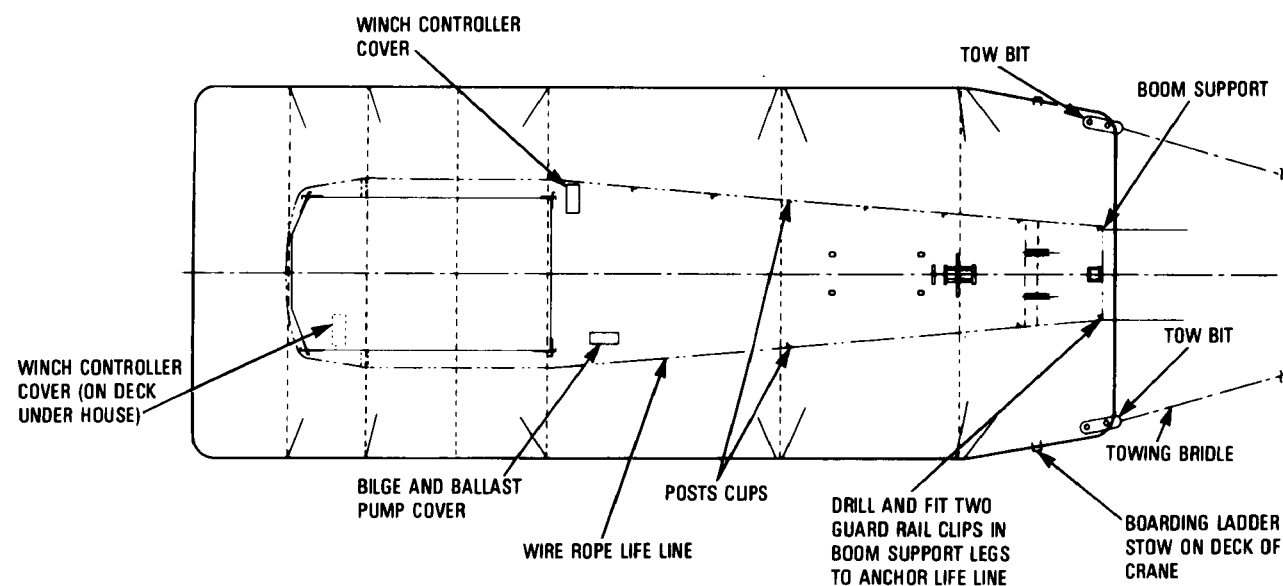 WINCH CONTROLLER
COVER
TOW BIT
BOOM SUPPORT
WINCH CONTROLLER
COVER (ON DECK
UNDER HOUSE)
BILGE AND BALLAST
PUMP COVER
WIRE ROPE LIFE LINE
POSTS CLIPS
DRILL AND FIT TWO
GUARD RAIL CLIPS IN
BOOM SUPPORT LEGS
TO ANCHOR LIFE LINE
TOW BIT
TOWING BRIDLE
BOARDING LADDER
STOW ON DECK OF
CRANE